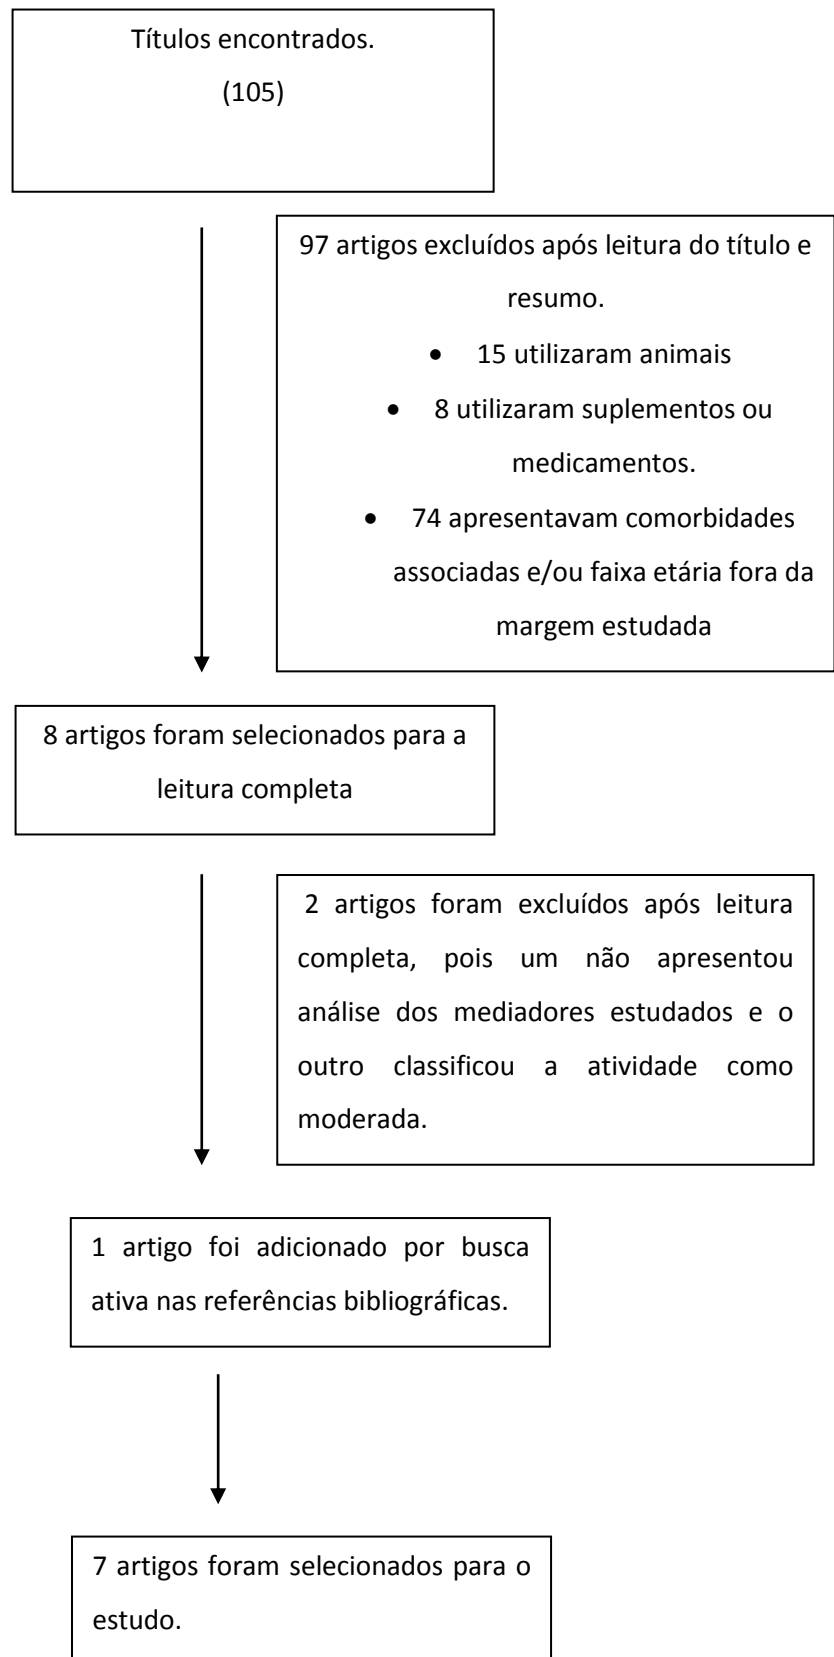 Títulos encontrados.
(105)
97 artigos excluídos após leitura do título e
resumo.
• 15 utilizaram animais
• 8 utilizaram suplementos ou
medicamentos.
• 74 apresentavam comorbidades
associadas e/ou faixa etária fora da
margem estudada
8 artigos foram selecionados para a
leitura completa
2 artigos foram excluídos após leitura
completa, pois um não apresentou
análise dos mediadores estudados e o
outro classificou a atividade como
moderada.
1 artigo foi adicionado por busca
ativa nas referências bibliográficas.
7 artigos foram selecionados para o
estudo.